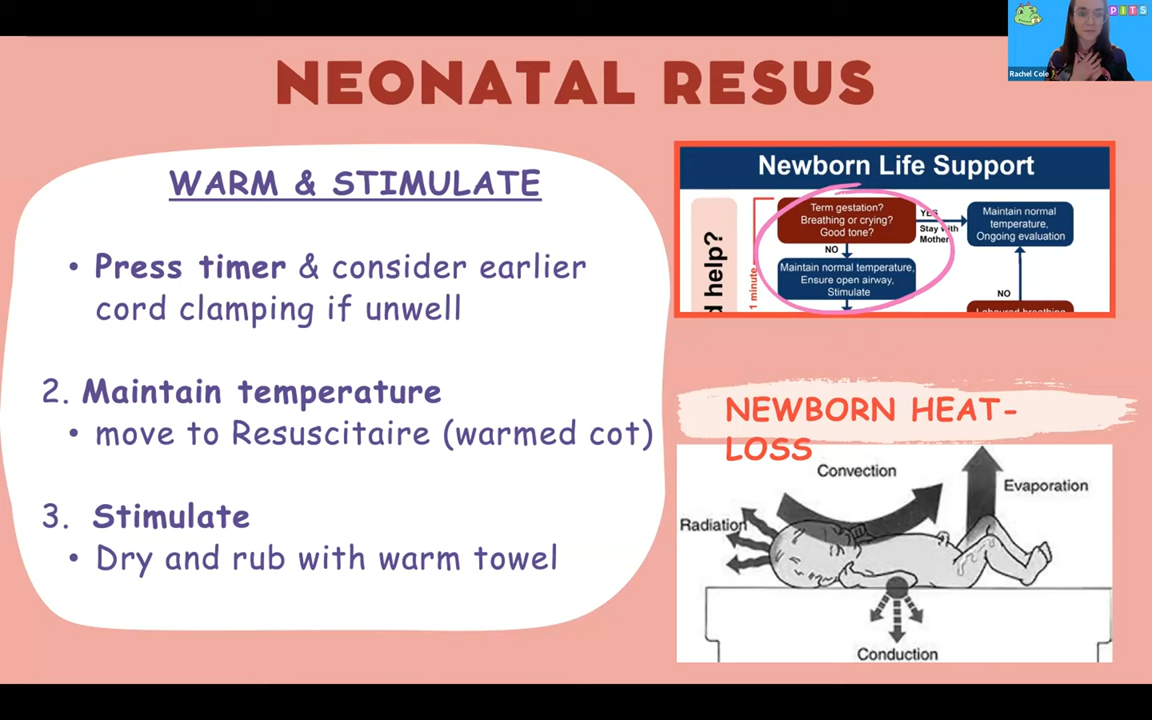 PITS
Rachel Cole
NEONATAL RESUS
WARM & STIMULATE
• Press timer & consider earlier
cord clamping if unwell
2. Maintain temperature
• move to Resuscitaire (warmed cot)
3. Stimulate
• Dry and rub with warm towel
Newborn Life Support
Term gestation?
Breathing or crying?
Good tone?
YES
Stay with
Mother
Maintain normal
temperature,
Ongoing evaluation
NO
Maintain normal temperature,
Ensure open airway,
Stimulate
NO
1 minute
d help?
NEWBORN HEAT-
LOSS
Convection
Evaporation
Radiation
Conduction